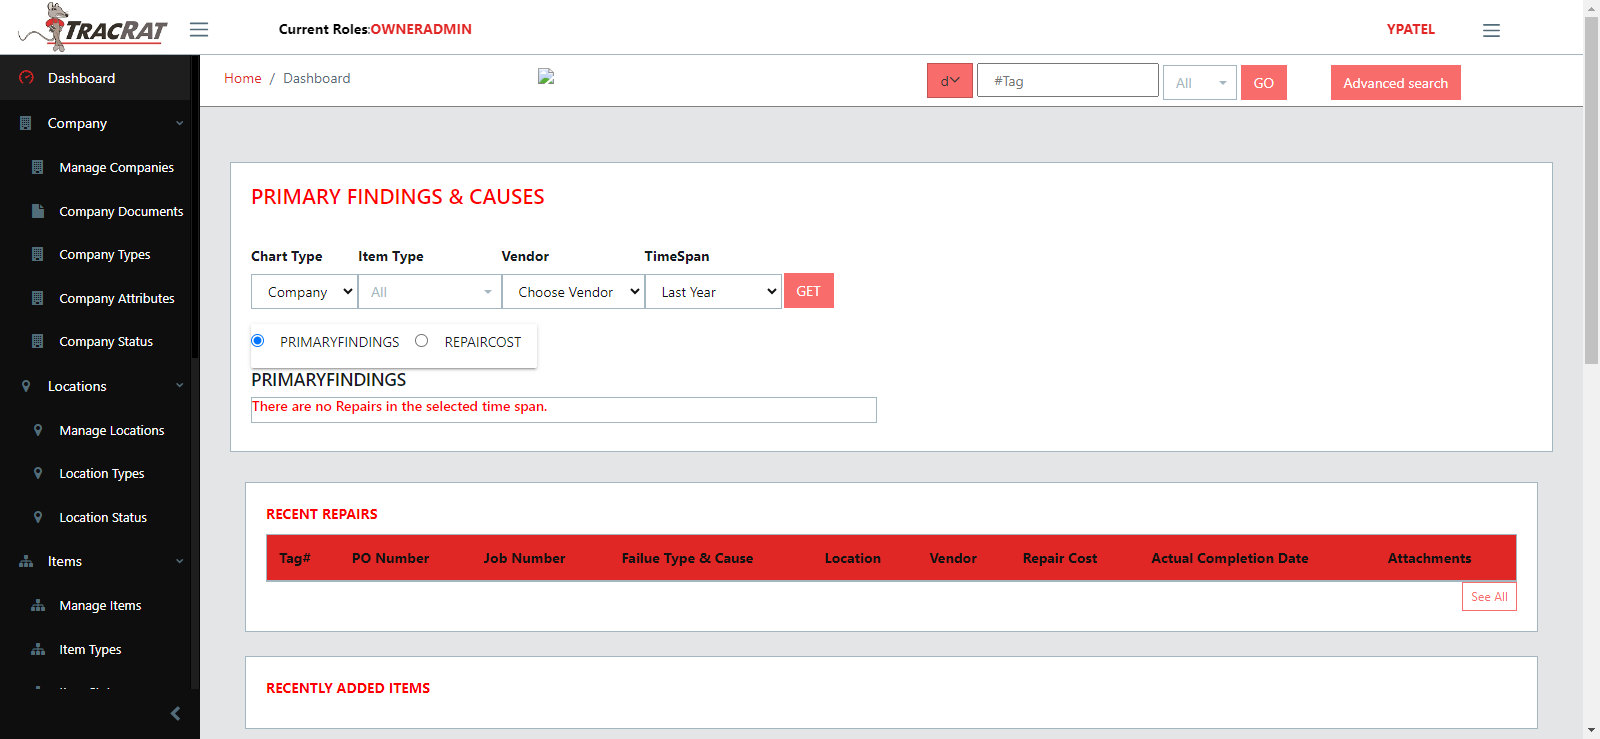 TRACRAT
Current Roles:OWNERADMIN
YPATEL
Dashboard
Company
Manage Companies
Company Documents
Company Types
Company Attributes
Company Status
Locations
Manage Locations
Location Types
Location Status
Items
Manage Items
Item Types
Home / Dashboard
d
#Tag
All
GO
Advanced search
PRIMARY FINDINGS & CAUSES
Chart Type Item Type Vendor TimeSpan
Company All Choose Vendor Last Year GET
PRIMARYFINDINGS REPAIRCOST
PRIMARYFINDINGS
There are no Repairs in the selected time span.
RECENT REPAIRS
Tag# PO Number Job Number Failue Type & Cause Location Vendor Repair Cost Actual Completion Date Attachments
See All
RECENTLY ADDED ITEMS